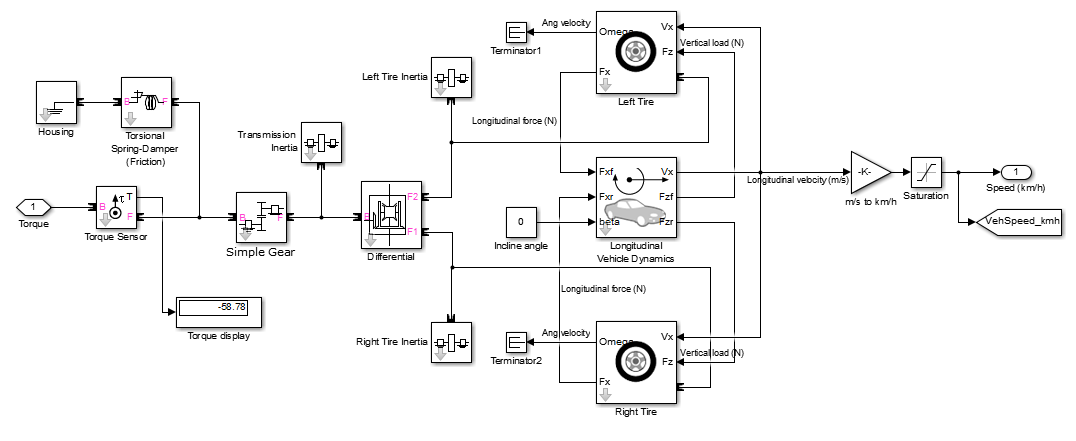 Ang velocity
Omega
Vx
Vertical load (N)
Fz
Fx
Terminator1
Left Tire
Left Tire Inertia
Longitudinal force (N)
Housing
B
F
Torsional
Spring-Damper
(Friction)
Transmission
Inertia
1
Torque
B
τ
T
F
Torque Sensor
B
F
Simple Gear
B
F2
F1
Differential
0
Incline angle
Fxf
Fxr
beta
Vx
Fzf
Fzr
Longitudinal
Vehicle Dynamics
Longitudinal velocity (m/s)
-K-
m/s to km/h
Saturation
1
Speed (km/h)
VehSpeed_kmh
-58.78
Torque display
Longitudinal force (N)
Right Tire Inertia
Ang velocity
Terminator2
Omega
Vx
Vertical load (N)
Fz
Fx
Right Tire